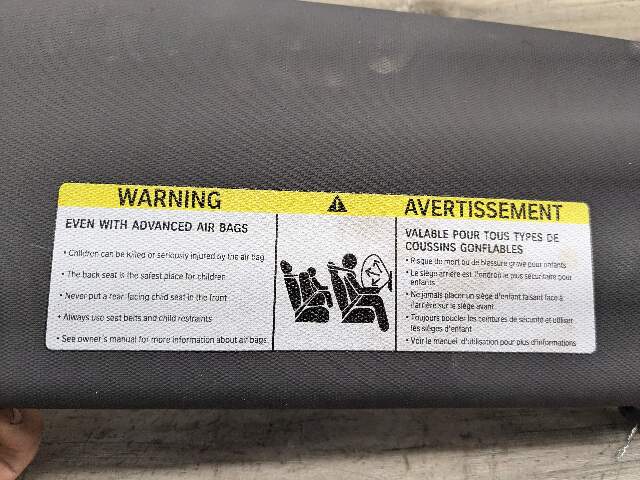 WARNING
EVEN WITH ADVANCED AIR BAGS
• Children can be killed or seriously injured by the air bag
• The back seat is the safest place for children
• Never put a rear-facing child seat in the front
• Always use seat belts and child restraints
• See owner's manual for more information about air bags
AVERTISSEMENT
VALABLE POUR TOUS TYPES DE
COUSSINS GONFLABLES
• Risque de mort ou de blessure grave pour enfants
• Le siège arrière est l'endroit le plus sécuritaire pour
enfants
• Ne jamais placer un siège d'enfant faisant face à
l'arrière sur le siège avant
• Toujours boucler les ceintures de sécurité et utiliser
les sièges d'enfant
• Voir le manuel d'utilisation pour plus d'informations